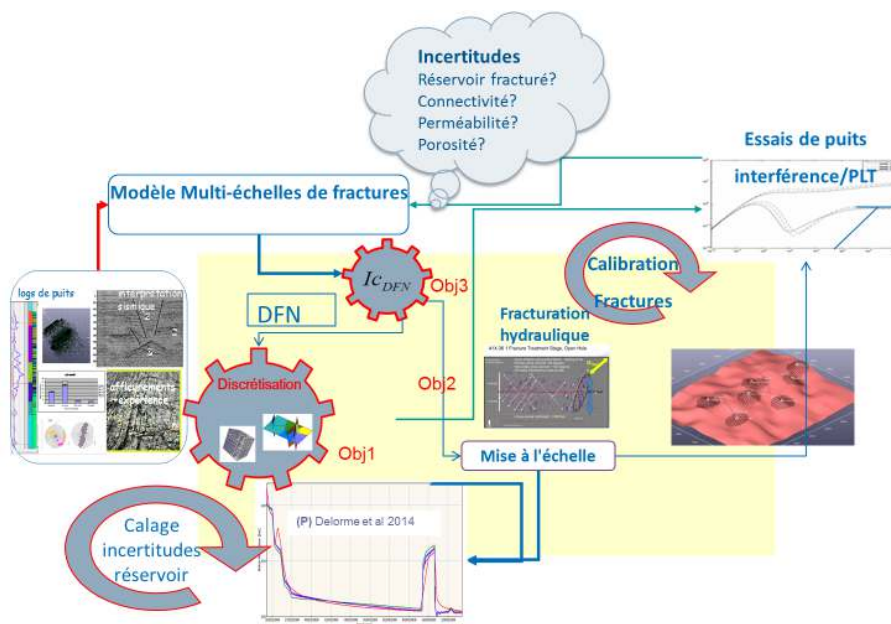 Incertitudes
Réservoir fracturé?
Connectivité?
Perméabilité?
Porosité?
Essais de puits
interférence/PLT
Modèle Multi-échelles de fractures
logs de puits
interprétation
sismique
affleurements
expérience
Ic DFN
Obj3
DFN
Calibration
Fractures
Fracturation
hydraulique
Discrétisation
Obj2
Obj1
Mise à l'échelle
(P) Delorme et al 2014
Calage
incertitudes
réservoir